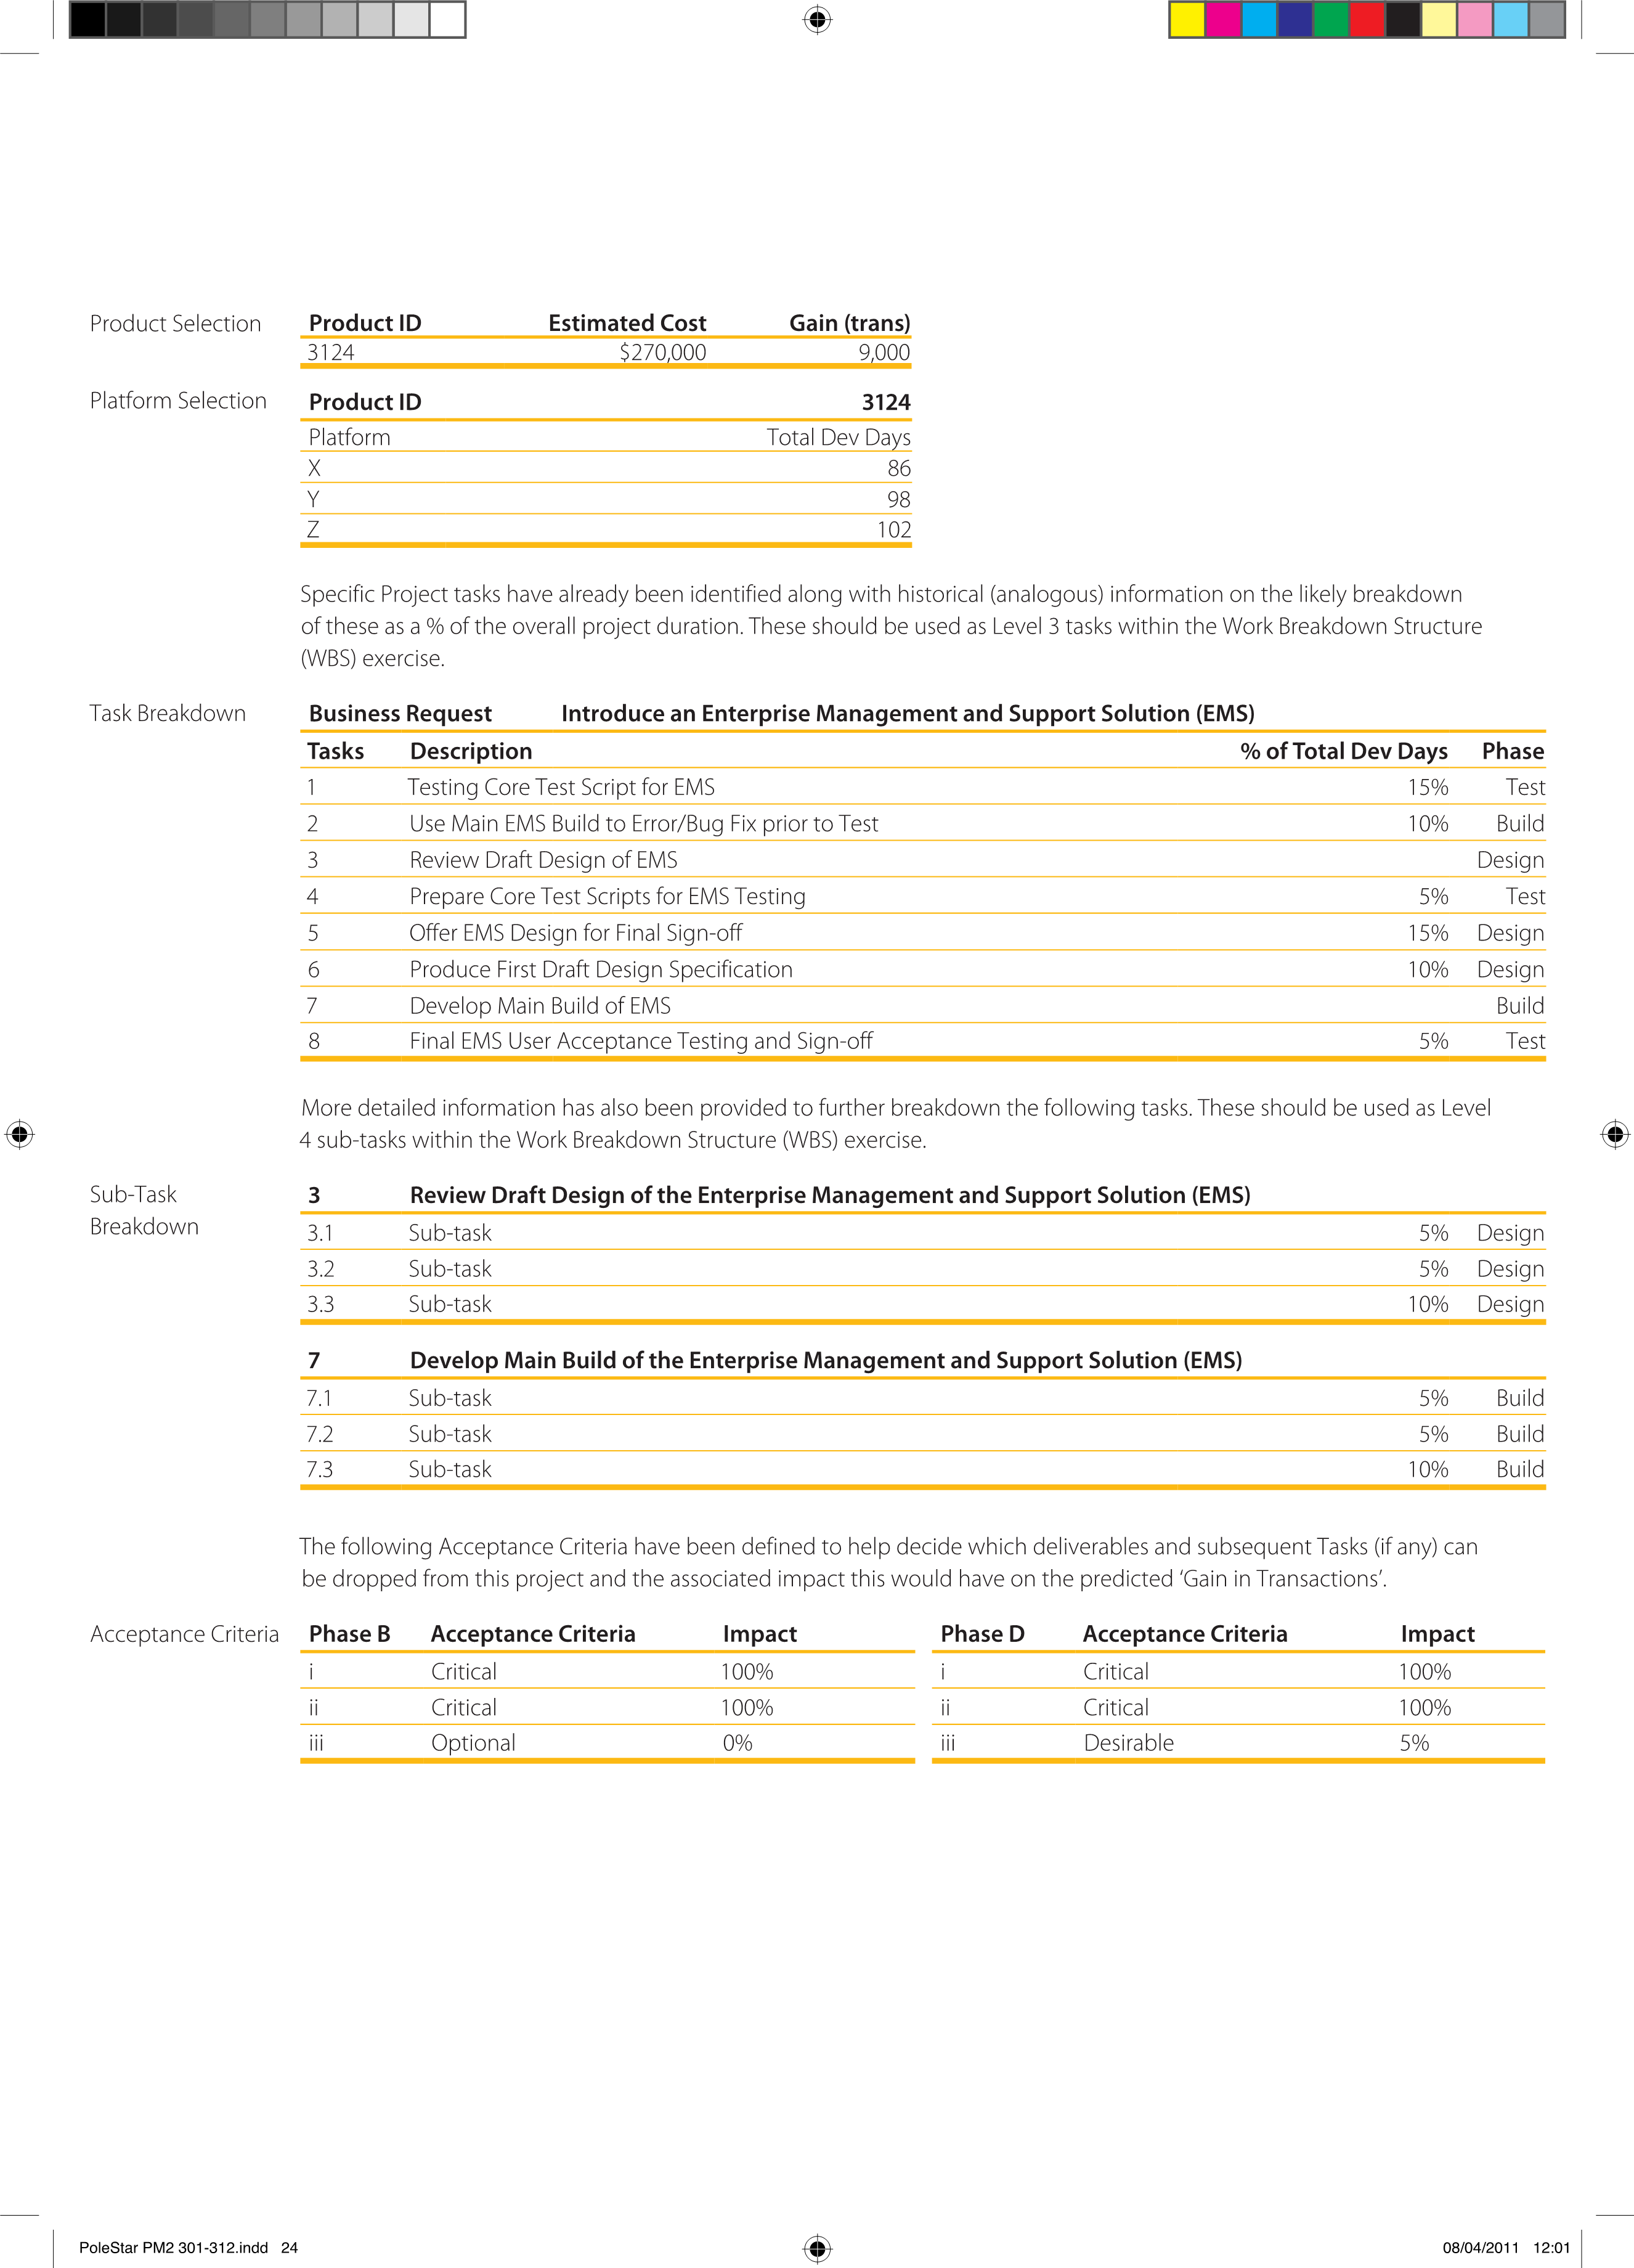 Product Selection
Product ID Estimated Cost Gain (trans)
3124 $270,000 9,000
Platform Selection
Product ID 3124
Platform Total Dev Days
X 86
Y 98
Z 102
Specific Project tasks have already been identified along with historical (analogous) information on the likely breakdown
of these as a % of the overall project duration. These should be used as Level 3 tasks within the Work Breakdown Structure
(WBS) exercise.
Task Breakdown
Business Request Introduce an Enterprise Management and Support Solution (EMS)
Tasks Description % of Total Dev Days Phase
1 Testing Core Test Script for EMS 15% Test
2 Use Main EMS Build to Error/Bug Fix prior to Test 10% Build
3 Review Draft Design of EMS Design
4 Prepare Core Test Scripts for EMS Testing 5% Test
5 Offer EMS Design for Final Sign-off 15% Design
6 Produce First Draft Design Specification 10% Design
7 Develop Main Build of EMS Build
8 Final EMS User Acceptance Testing and Sign-off 5% Test
More detailed information has also been provided to further breakdown the following tasks. These should be used as Level
4 sub-tasks within the Work Breakdown Structure (WBS) exercise.
Sub-Task
Breakdown
3 Review Draft Design of the Enterprise Management and Support Solution (EMS)
3.1 Sub-task 5% Design
3.2 Sub-task 5% Design
3.3 Sub-task 10% Design
7 Develop Main Build of the Enterprise Management and Support Solution (EMS)
7.1 Sub-task 5% Build
7.2 Sub-task 5% Build
7.3 Sub-task 10% Build
The following Acceptance Criteria have been defined to help decide which deliverables and subsequent Tasks (if any) can
be dropped from this project and the associated impact this would have on the predicted ‘Gain in Transactions’.
Acceptance Criteria
Phase B Acceptance Criteria Impact Phase D Acceptance Criteria Impact
i Critical 100% i Critical 100%
ii Critical 100% ii Critical 100%
iii Optional 0% iii Desirable 5%
PoleStar PM2 301-312.indd 24 08/04/2011 12:01